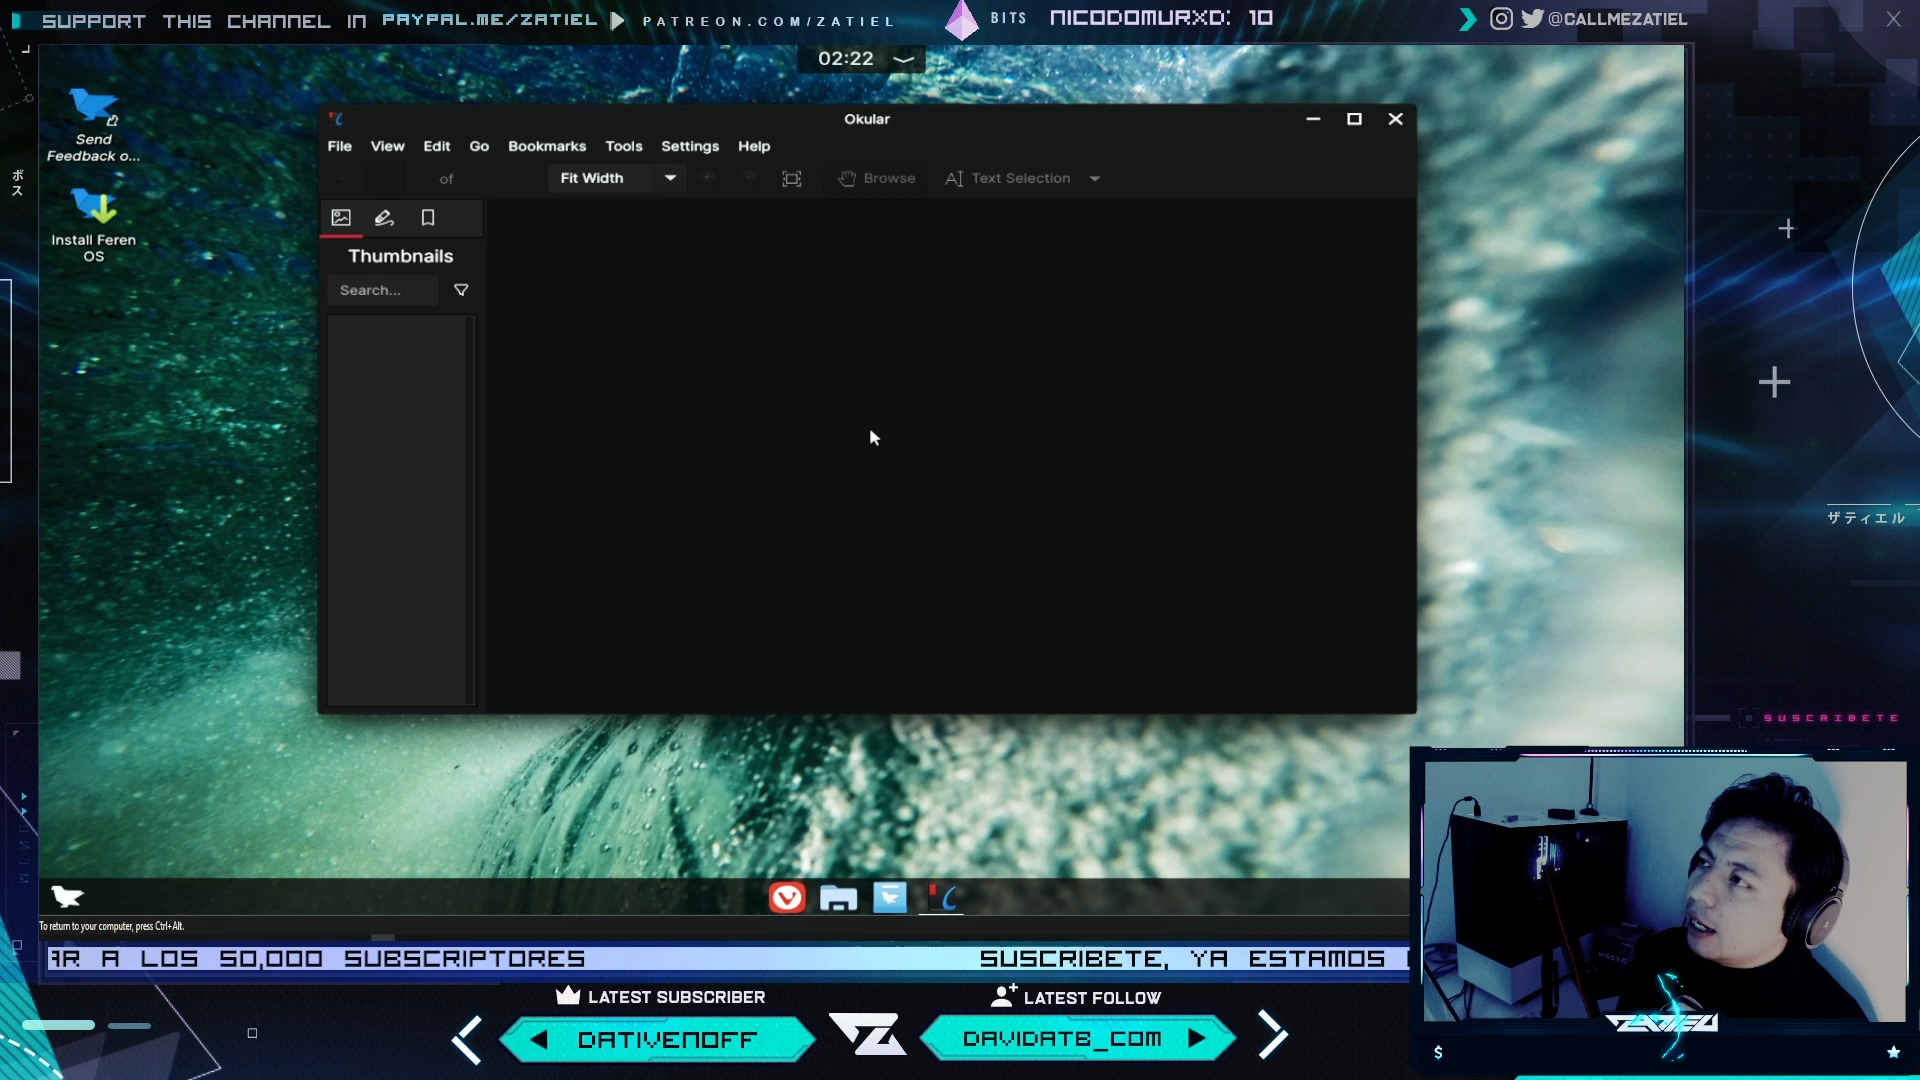 SUPPORT THIS CHANNEL IN PAYPAL.ME/ZATIEL PATREON.COM/ZATIEL
BITS NICODOMURXD: 10
@CALLMEZATIEL
02:22
Send
Feedback o...
Install Feren
OS
ボス
Okular
File View Edit Go Bookmarks Tools Settings Help
of Fit Width Browse Text Selection
Thumbnails
Search...
ザティエル
SUSCRIBETE
To return to your computer, press Ctrl+Alt.
AR A LOS 50,000 SUBSCRIPTORES SUSCRIBETE, YA ESTAMOS
LATEST SUBSCRIBER
DATIVENOFF
LATEST FOLLOW
DAVIDATB_COM
ZATIEL
$